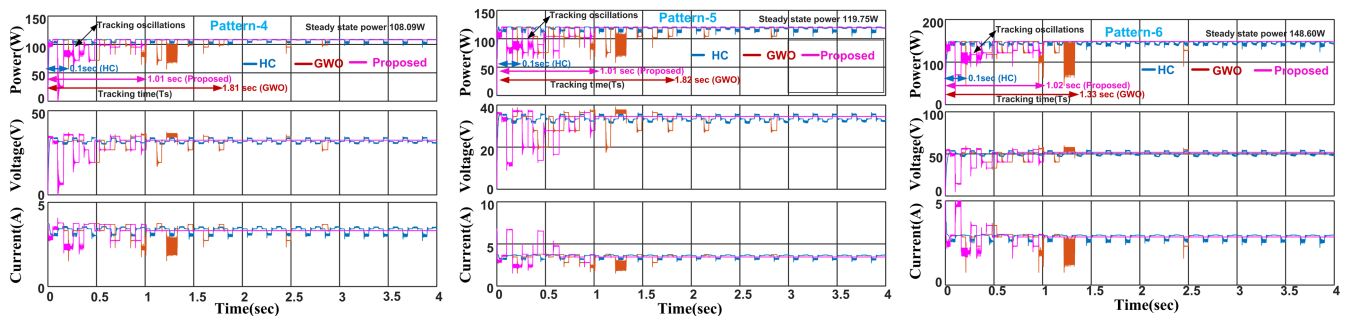 Pattern-4
Tracking oscillations
Steady state power 108.09W
HC
GWO
Proposed
0.1sec (HC)
1.01 sec (Proposed)
1.81 sec (GWO)
Tracking time(Ts)
Power(W)
150
100
50
0
Voltage(V)
50
0
Current(A)
5
0
0 0.5 1 1.5 2 2.5 3 3.5 4
Time(sec)
Pattern-5
Tracking oscillations
Steady state power 119.75W
HC
GWO
Proposed
0.1sec (HC)
1.01 sec (Proposed)
1.82 sec (GWO)
Tracking time(Ts)
Power(W)
150
100
50
0
Voltage(V)
40
20
0
Current(A)
10
5
0
0 0.5 1 1.5 2 2.5 3 3.5 4
Time(sec)
Pattern-6
Tracking oscillations
Steady state power 148.60W
HC
GWO
Proposed
0.1sec (HC)
1.02 sec (Proposed)
1.33 sec (GWO)
Tracking time(Ts)
Power(W)
200
100
0
Voltage(V)
100
50
0
Current(A)
5
0
0 0.5 1 1.5 2 2.5 3 3.5 4
Time(sec)